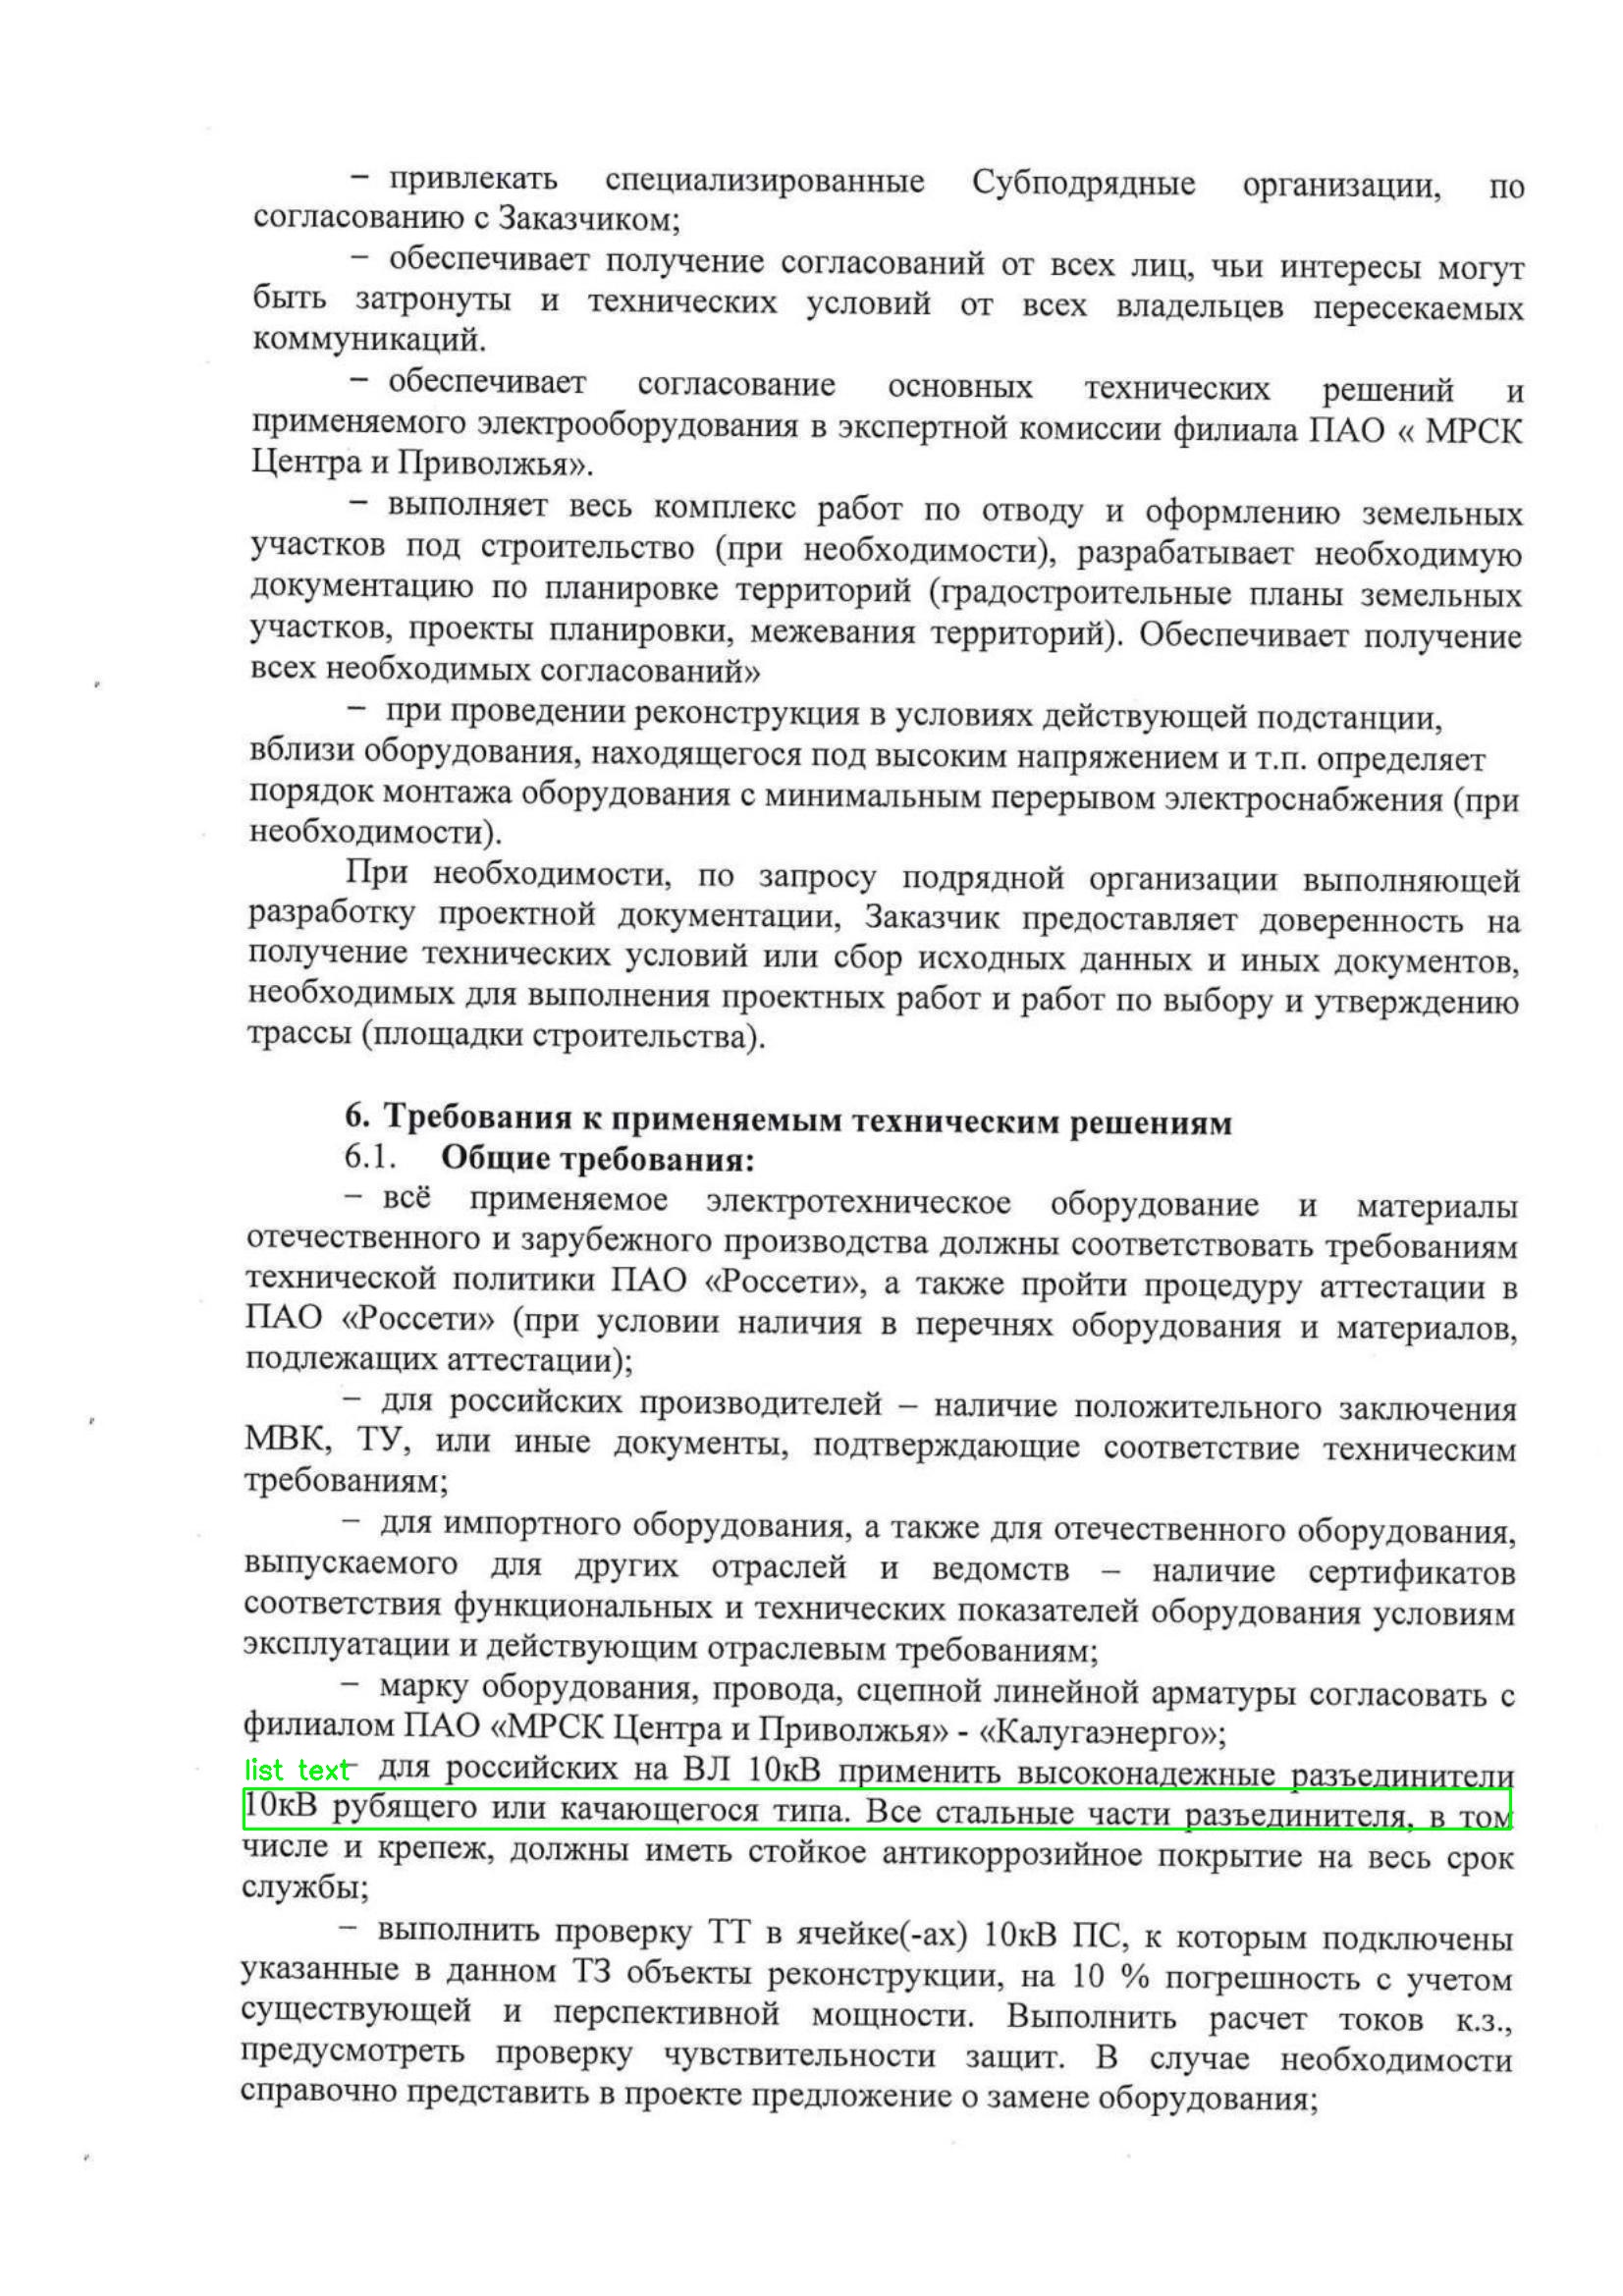 – привлекать специализированные Субподрядные организации, по
согласованию с Заказчиком;
– обеспечивает получение согласований от всех лиц, чьи интересы могут
быть затронуты и технических условий от всех владельцев пересекаемых
коммуникаций.
– обеспечивает согласование основных технических решений и
применяемого электрооборудования в экспертной комиссии филиала ПАО « МРСК
Центра и Приволжья».
– выполняет весь комплекс работ по отводу и оформлению земельных
участков под строительство (при необходимости), разрабатывает необходимую
документацию по планировке территорий (градостроительные планы земельных
участков, проекты планировки, межевания территорий). Обеспечивает получение
всех необходимых согласований»
– при проведении реконструкция в условиях действующей подстанции,
вблизи оборудования, находящегося под высоким напряжением и т.п. определяет
порядок монтажа оборудования с минимальным перерывом электроснабжения (при
необходимости).
При необходимости, по запросу подрядной организации выполняющей
разработку проектной документации, Заказчик предоставляет доверенность на
получение технических условий или сбор исходных данных и иных документов,
необходимых для выполнения проектных работ и работ по выбору и утверждению
трассы (площадки строительства).
6. Требования к применяемым техническим решениям
6.1. Общие требования:
– всё применяемое электротехническое оборудование и материалы
отечественного и зарубежного производства должны соответствовать требованиям
технической политики ПАО «Россети», а также пройти процедуру аттестации в
ПАО «Россети» (при условии наличия в перечнях оборудования и материалов,
подлежащих аттестации);
– для российских производителей – наличие положительного заключения
МВК, ТУ, или иные документы, подтверждающие соответствие техническим
требованиям;
– для импортного оборудования, а также для отечественного оборудования,
выпускаемого для других отраслей и ведомств – наличие сертификатов
соответствия функциональных и технических показателей оборудования условиям
эксплуатации и действующим отраслевым требованиям;
– марку оборудования, провода, сцепной линейной арматуры согласовать с
филиалом ПАО «МРСК Центра и Приволжья» - «Калугаэнерго»;
list text – для российских на ВЛ 10кВ применить высоконадежные разъединители
10кВ рубящего или качающегося типа. Все стальные части разъединителя, в том
числе и крепеж, должны иметь стойкое антикоррозийное покрытие на весь срок
службы;
– выполнить проверку ТТ в ячейке(-ах) 10кВ ПС, к которым подключены
указанные в данном ТЗ объекты реконструкции, на 10 % погрешность с учетом
существующей и перспективной мощности. Выполнить расчет токов к.з.,
предусмотреть проверку чувствительности защит. В случае необходимости
справочно представить в проекте предложение о замене оборудования;